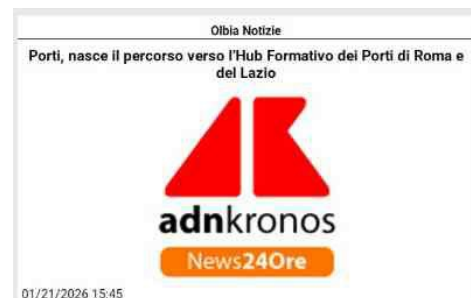 Olbia Notizie
Porti, nasce il percorso verso l'Hub Formativo dei Porti di Roma e
del Lazio
adnkronos
News24Ore
01/21/2026 15:45